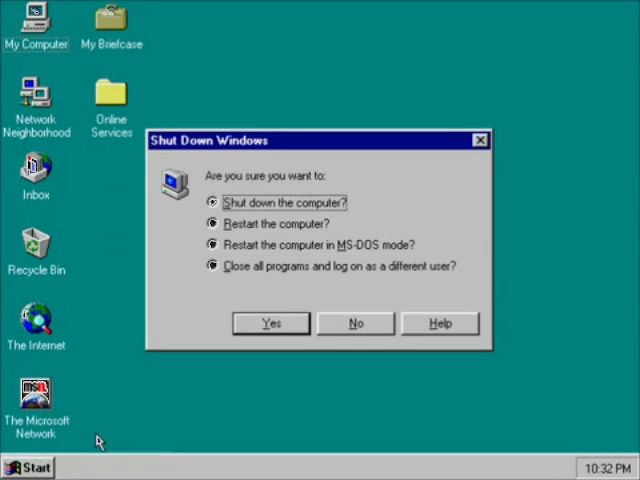 My Computer
My Briefcase
Network
Neighborhood
Online
Services
Inbox
Recycle Bin
The Internet
msn
The Microsoft
Network
Shut Down Windows
Are you sure you want to:
Shut down the computer?
Restart the computer?
Restart the computer in MS-DOS mode?
Close all programs and log on as a different user?
Yes
No
Help
Start
10:32 PM